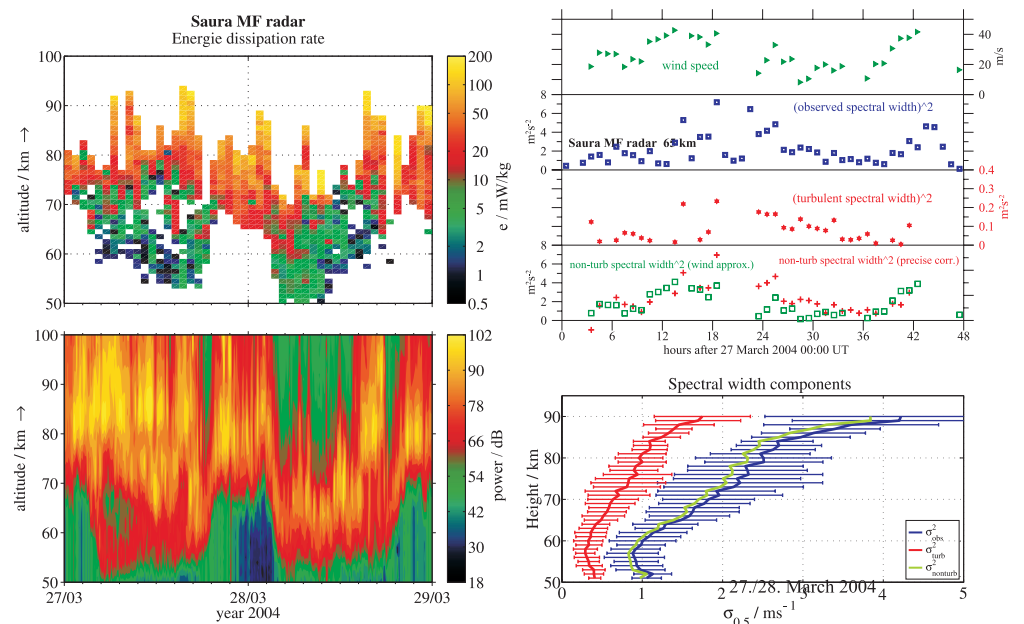 Saura MF radar
Energie dissipation rate
100
90
80
70
60
50
altitude / km →
200
100
50
20
10
5
2
1
0.5
e / mW/kg
100
90
80
70
60
50
altitude / km →
27/03
28/03
29/03
year 2004
102
90
78
66
54
42
30
18
power / dB
wind speed
40
20
0
m/s
8
6
4
2
0
m²s⁻²
(observed spectral width)^2
Saura MF radar 65 km
0.4
0.3
0.2
0.1
0
m²s⁻²
(turbulent spectral width)^2
8
6
4
2
0
m²s⁻²
non-turb spectral width^2 (wind approx.)
non-turb spectral width^2 (precise corr.)
0
6
12
18
24
30
36
42
48
hours after 27 March 2004 00:00 UT
Spectral width components
90
80
70
60
50
Height / km
σ²obs
σ²turb
σ²nonturb
27./28. March 2004
0
1
2
3
4
5
σ0.5 / ms⁻¹